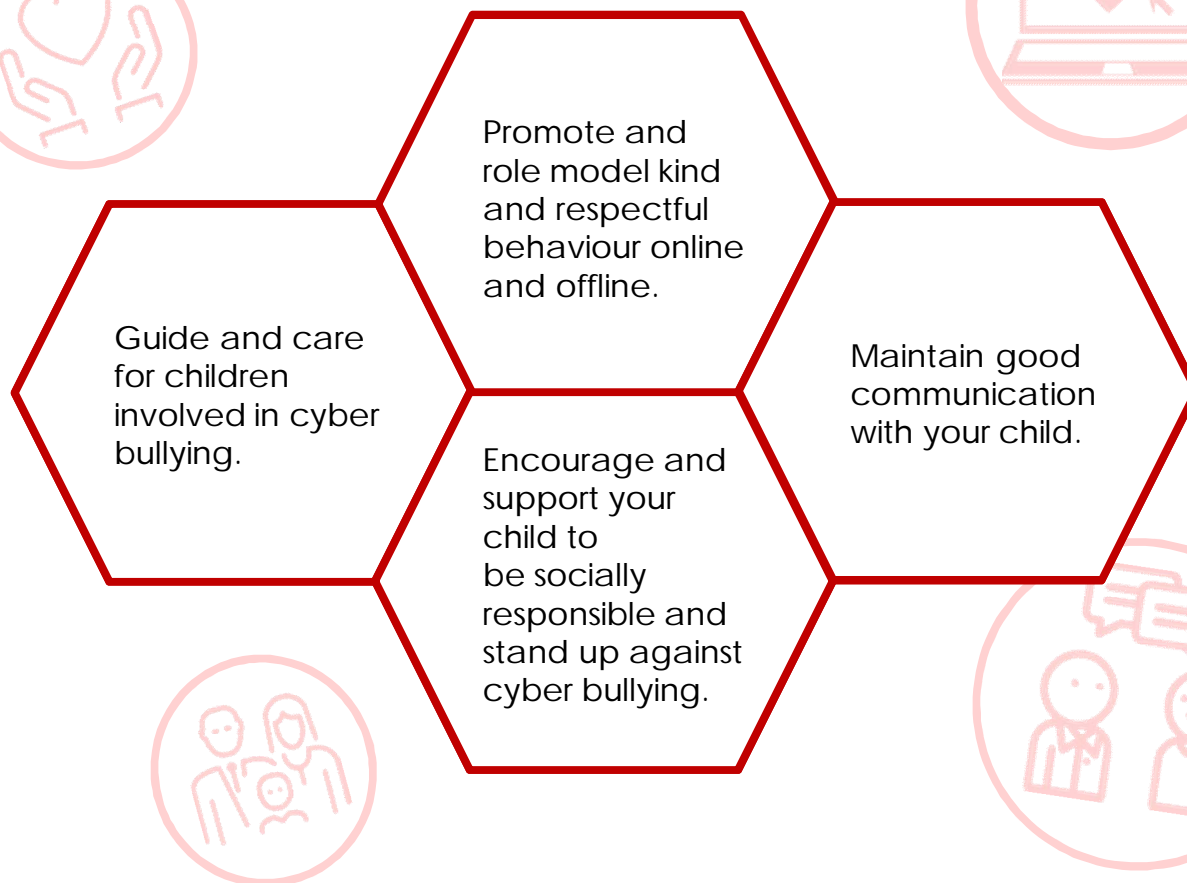 Promote and
role model kind
and respectful
behaviour online
and offline.
Guide and care
for children
involved in cyber
bullying.
Maintain good
communication
with your child.
Encourage and
support your
child to
be socially
responsible and
stand up against
cyber bullying.